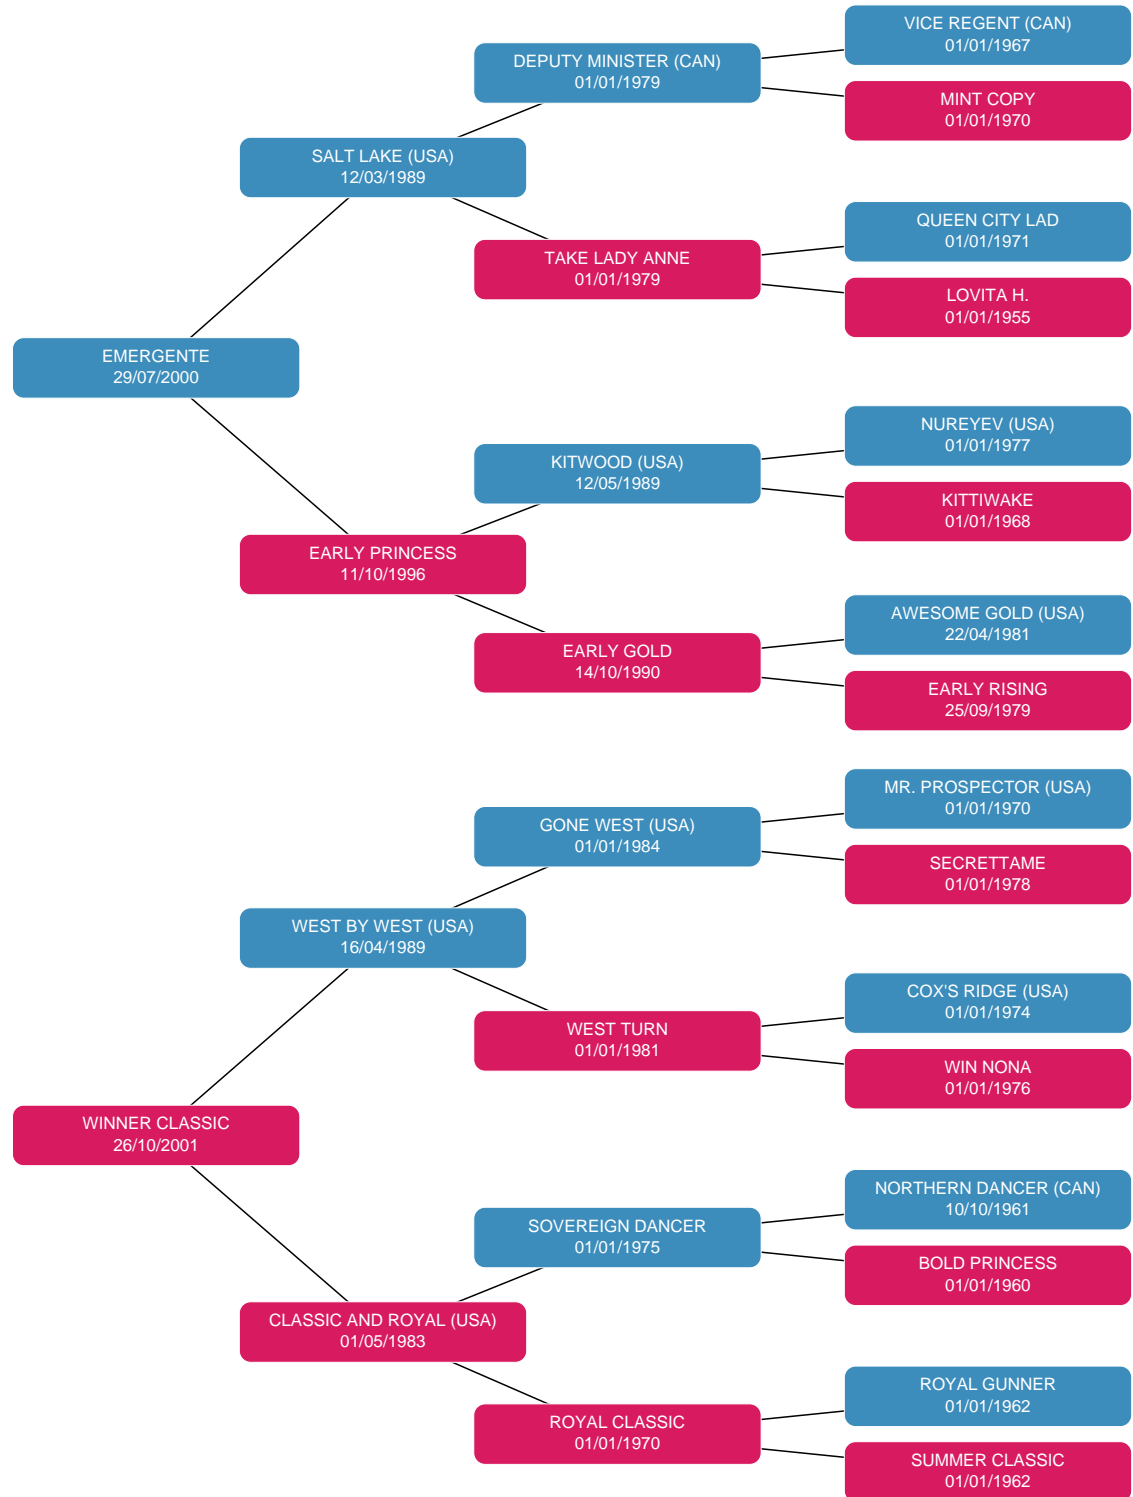 VICE REGENT (CAN)
01/01/1967
DEPUTY MINISTER (CAN)
01/01/1979
MINT COPY
01/01/1970
SALT LAKE (USA)
12/03/1989
QUEEN CITY LAD
01/01/1971
TAKE LADY ANNE
01/01/1979
LOVITA H.
01/01/1955
EMERGENTE
29/07/2000
NUREYEV (USA)
01/01/1977
KITWOOD (USA)
12/05/1989
KITTIWAKE
01/01/1968
EARLY PRINCESS
11/10/1996
AWESOME GOLD (USA)
22/04/1981
EARLY GOLD
14/10/1990
EARLY RISING
25/09/1979
MR. PROSPECTOR (USA)
01/01/1970
GONE WEST (USA)
01/01/1984
SECRETTAME
01/01/1978
WEST BY WEST (USA)
16/04/1989
COX'S RIDGE (USA)
01/01/1974
WEST TURN
01/01/1981
WIN NONA
01/01/1976
WINNER CLASSIC
26/10/2001
NORTHERN DANCER (CAN)
10/10/1961
SOVEREIGN DANCER
01/01/1975
BOLD PRINCESS
01/01/1960
CLASSIC AND ROYAL (USA)
01/05/1983
ROYAL GUNNER
01/01/1962
ROYAL CLASSIC
01/01/1970
SUMMER CLASSIC
01/01/1962